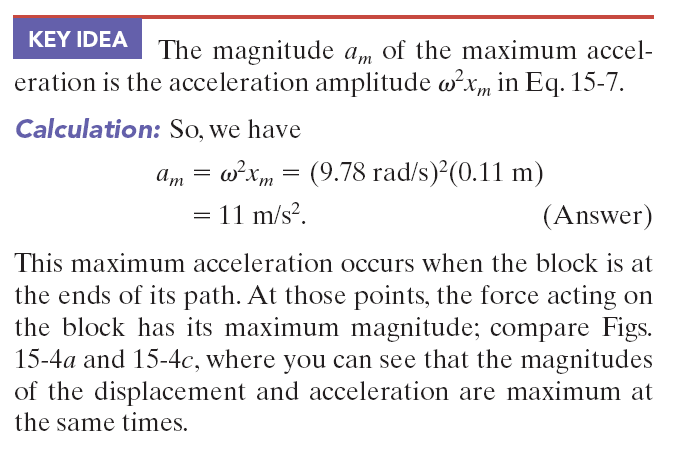 KEY IDEA The magnitude aₘ of the maximum accel-
eration is the acceleration amplitude ω²xₘ in Eq. 15-7.
Calculation: So, we have
aₘ = ω²xₘ = (9.78 rad/s)²(0.11 m)
= 11 m/s². (Answer)
This maximum acceleration occurs when the block is at
the ends of its path. At those points, the force acting on
the block has its maximum magnitude; compare Figs.
15-4a and 15-4c, where you can see that the magnitudes
of the displacement and acceleration are maximum at
the same times.